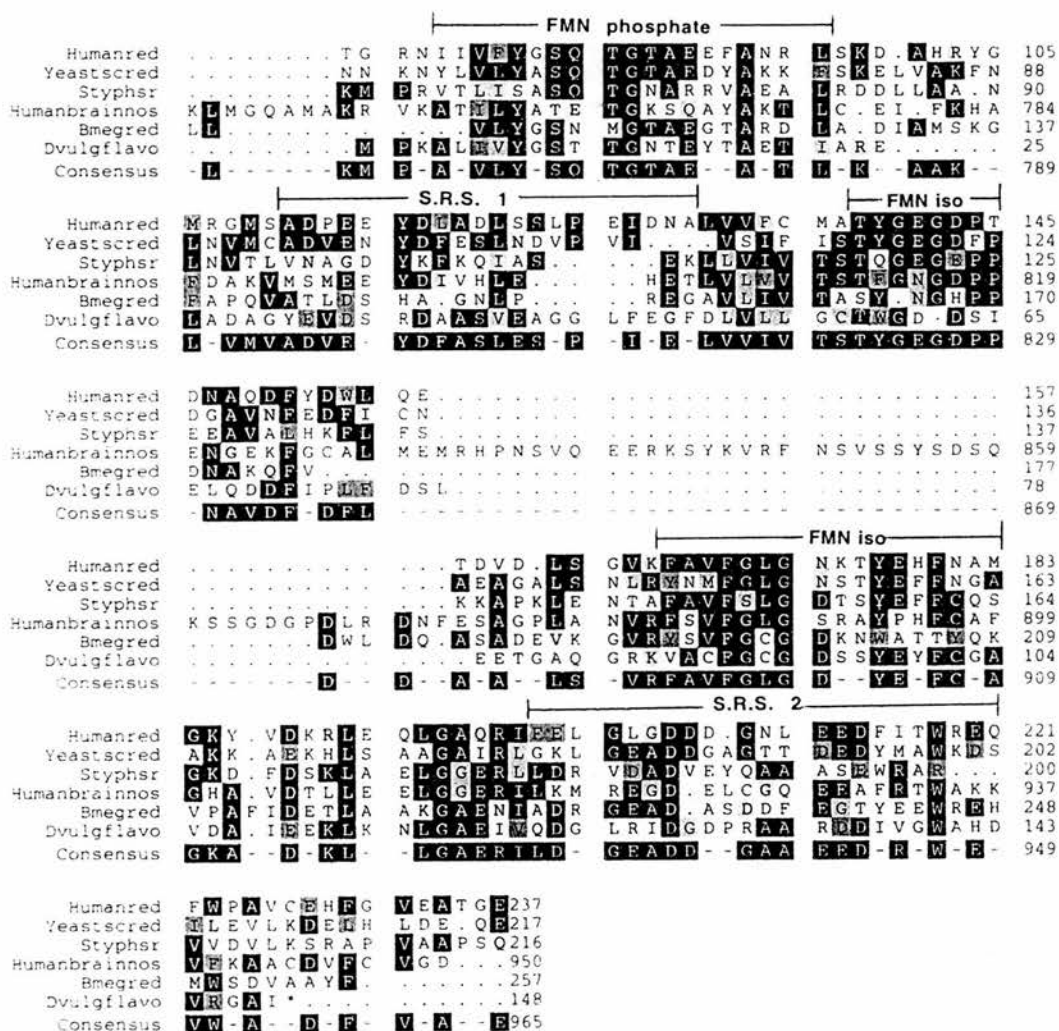 FMN phosphate
Humanred . . . . . . . . T G R N I I V F Y G S Q T G T A E E F A N R L S K D . A H R Y G 105
Yeastscred . . . . . . . . N N K N Y L V L Y A S Q T G T A F D Y A K K F S K E L V A K F N 88
Styphsr . . . . . . . . K M P R V T L I S A S Q T G N A R R V A E A L R D D L L A A . N 90
Humanbrainnos K L M G Q A M A K R V K A T I L Y A T E T G K S Q A Y A K T L C . E I . F K H A 784
Bmegred L L . . . . . . . . . . . . V L Y G S N M G T A E G T A R D L A . D I A M S K G 137
Dvulgflavo . . . . . . . . . M P K A L I V Y G S T T G N T E Y T A E T I A R E . . . . . . 25
Consensus - L - - - - - - K M P - A - V L Y - S Q T G T A E - - A - T L - K - - A A K - 789
S.R.S. 1 FMN iso
Humanred M R G M S A D P E E Y D L A D L S S L P E I D N A L V V F C M A T Y G E G D P T 145
Yeastscred L N V M C A D V E N Y D F E S L N D V P V I . . . . V S I F I S T Y G E G D F P 124
Styphsr L N V T L V N A G D Y K F K Q I A S . . . . . E K L L V I V T S T Q G E G E P P 125
Humanbrainnos F D A K V M S M E E Y D I V H L E . . . . . H E T L V L V V T S T F G N G D P P 819
Bmegred F A P Q V A T L D S H A . G N L P . . . . . R E G A V L I V T A S Y . N G H P P 170
Dvulgflavo L A D A G Y E V D S R D A A S V E A G G L F E G F D L V L L G C T W G D . D S I 65
Consensus L - V M V A D V E - Y D F A S L E S - P - I - E - L V V I V T S T Y G E G D P P 829
Humanred D N A Q D F Y D W L Q E . . . . . . . . . . . . . . . . . . . . . . . . . . . . 157
Yeastscred D G A V N F E D F I C N . . . . . . . . . . . . . . . . . . . . . . . . . . . . 136
Styphsr E E A V A L H K F L F S . . . . . . . . . . . . . . . . . . . . . . . . . . . . 137
Humanbrainnos E N G E K F G C A L M E M R H P N S V Q E E R K S Y K V R F N S V S S Y S D S Q 859
Bmegred D N A K Q F V . . . . . . . . . . . . . . . . . . . . . . . . . . . . . . . . . 177
Dvulgflavo E L Q D D F I P L F D S L . . . . . . . . . . . . . . . . . . . . . . . . . . . 78
Consensus - N A V D F - D F L - - - - - - - - - - - - - - - - - - - - - - - - - - - - - - 869
FMN iso
Humanred . . . . . . . . . . . . . . T D V D . L S G V K F A V F G L G N K T Y E H F N A M 183
Yeastscred . . . . . . . . . . . . . A E A G A L S N L R Y N M F G L G N S T Y E F F N G A 163
Styphsr . . . . . . . . . . . . . K K A P K L E N T A F A V F S L G D T S Y E F F C Q S 164
Humanbrainnos K S S G D G P D L R D N F E S A G P L A N V R F S V F G L G S R A Y P H F C A F 899
Bmegred . . . . . . . D W L D Q . A S A D E V K G V R Y S V F G C G D K N W A T T Y Q K 209
Dvulgflavo . . . . . . . . . . . . . . E E T G A Q G R K V A C F G C G D S S Y E Y F C G A 104
Consensus - - - - - - - D - - D - - A - A - - L S - V R F A V F G L G D - - Y E - F C - A 909
S.R.S. 2
Humanred G K Y . V D K R L E Q L G A Q R I E E L G L G D D D . G N L E E D F I T W R E Q 221
Yeastscred A K K . A E K H L S A A G A I R L G K L G E A D D G A G T T D E D Y M A W K D S 202
Styphsr G K D . F D S K L A E L G G E R L L D R V D A D V E Y Q A A A S E W R A R . . . 200
Humanbrainnos G H A . V D T L L E E L G G E R I L K M R E G D . E L C G Q E E A F R T W A K K 937
Bmegred V P A F I D E T L A A K G A E N I A D R G E A D . A S D D F E G T Y E E W R E H 248
Dvulgflavo V D A . I E E K L K N L G A E I V Q D G L R I D G D P R A A R D D I V G W A H D 143
Consensus G K A - - D - K L - - L G A E R I L D - G E A D D - - G A A E E D - R - W - E - 949
Humanred F W P A V C E H F G V E A T G E 237
Yeastscred I L E V L K D E L H L D E . Q E 217
Styphsr V V D V L K S R A P V A A P S Q 216
Humanbrainnos V F K A A C D V F C V G D . . . 950
Bmegred M W S D V A A Y F . . . . . . . 257
Dvulgflavo V R G A I * . . . . . . . . . . 148
Consensus V W - A - - D - F - V - A - - E 965